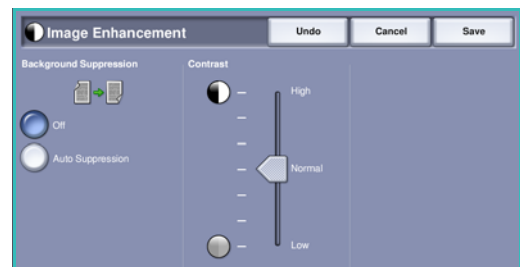 Image Enhancement
Undo
Cancel
Save
Background Suppression
Contrast
High
Off
Auto Suppression
Normal
Low